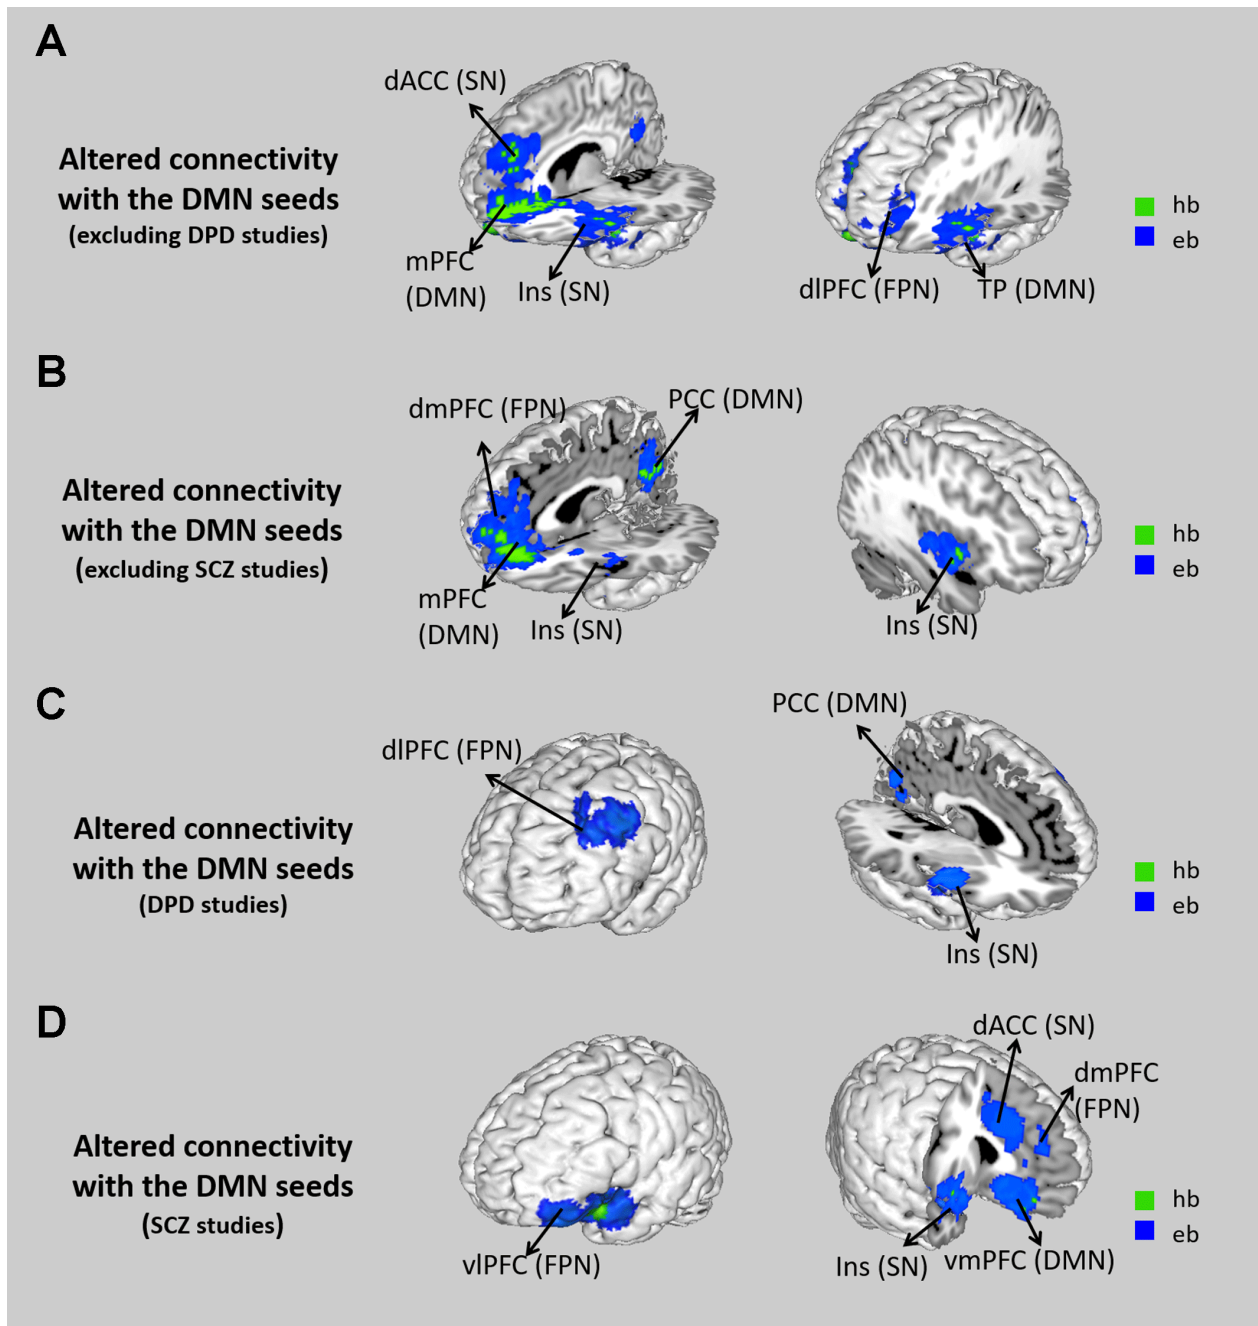 A
Altered connectivity
with the DMN seeds
(excluding DPD studies)
dACC (SN)
mPFC
(DMN)
Ins (SN)
dlPFC (FPN)
TP (DMN)
hb
eb
B
Altered connectivity
with the DMN seeds
(excluding SCZ studies)
dmPFC (FPN)
PCC (DMN)
mPFC
(DMN)
Ins (SN)
Ins (SN)
hb
eb
C
Altered connectivity
with the DMN seeds
(DPD studies)
dlPFC (FPN)
PCC (DMN)
Ins (SN)
hb
eb
D
Altered connectivity
with the DMN seeds
(SCZ studies)
vlPFC (FPN)
dACC (SN)
dmPFC
(FPN)
Ins (SN)
vmPFC (DMN)
hb
eb